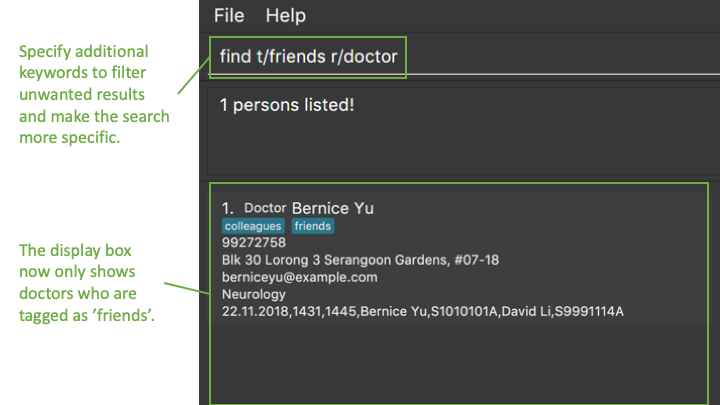 File Help
Specify additional
keywords to filter
unwanted results
and make the search
more specific.
find t/friends r/doctor
1 persons listed!
1. Doctor Bernice Yu
colleagues friends
99272758
Blk 30 Lorong 3 Serangoon Gardens, #07-18
berniceyu@example.com
Neurology
22.11.2018,1431,1445,Bernice Yu,S1010101A,David Li,S9991114A
The display box
now only shows
doctors who are
tagged as ’friends’.